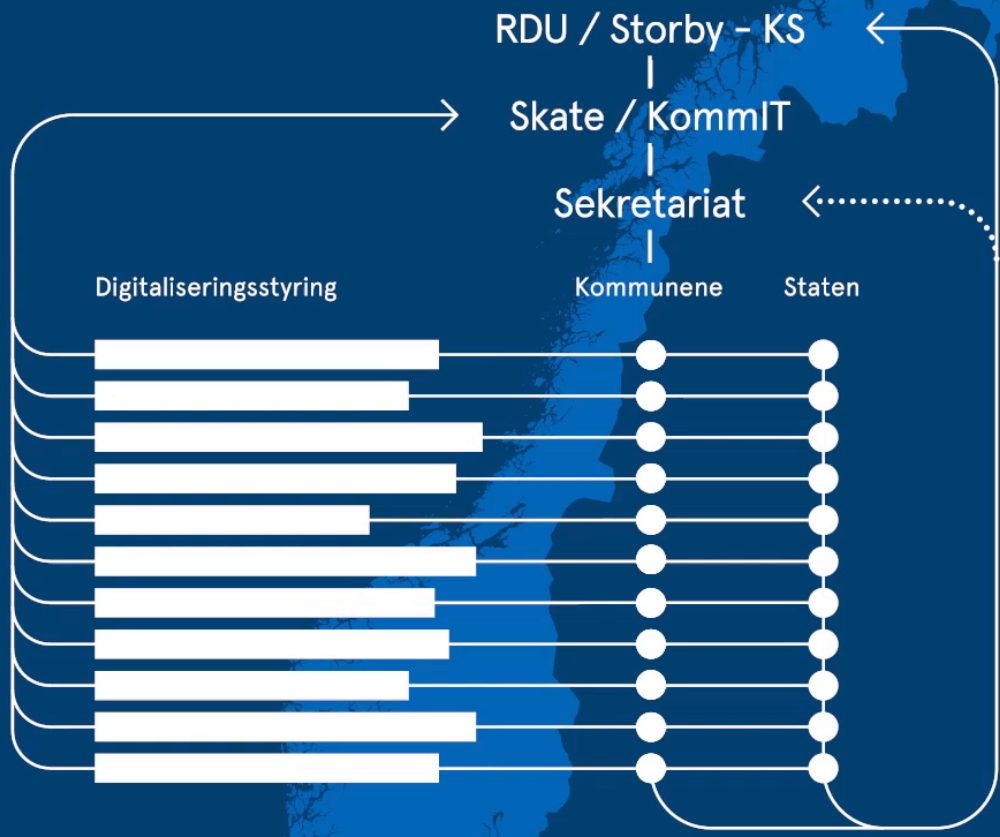 RDU / Storby - KS
Skate / KommIT
Sekretariat
Digitaliseringsstyring Kommunene Staten